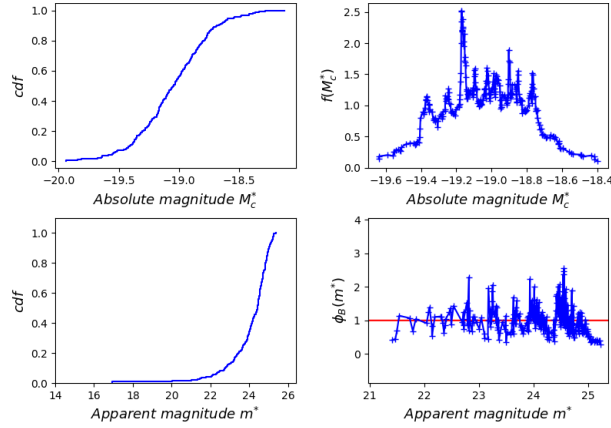 1.0
0.8
0.6
0.4
0.2
0.0
cdf
−20.0 −19.5 −19.0 −18.5
Absolute magnitude M*c
2.5
2.0
1.5
1.0
0.5
0.0
f(M*c)
−19.6 −19.4 −19.2 −19.0 −18.8 −18.6 −18.4
Absolute magnitude M*c
1.0
0.8
0.6
0.4
0.2
0.0
cdf
14 16 18 20 22 24 26
Apparent magnitude m*
4
3
2
1
0
ϕB(m*)
21 22 23 24 25
Apparent magnitude m*